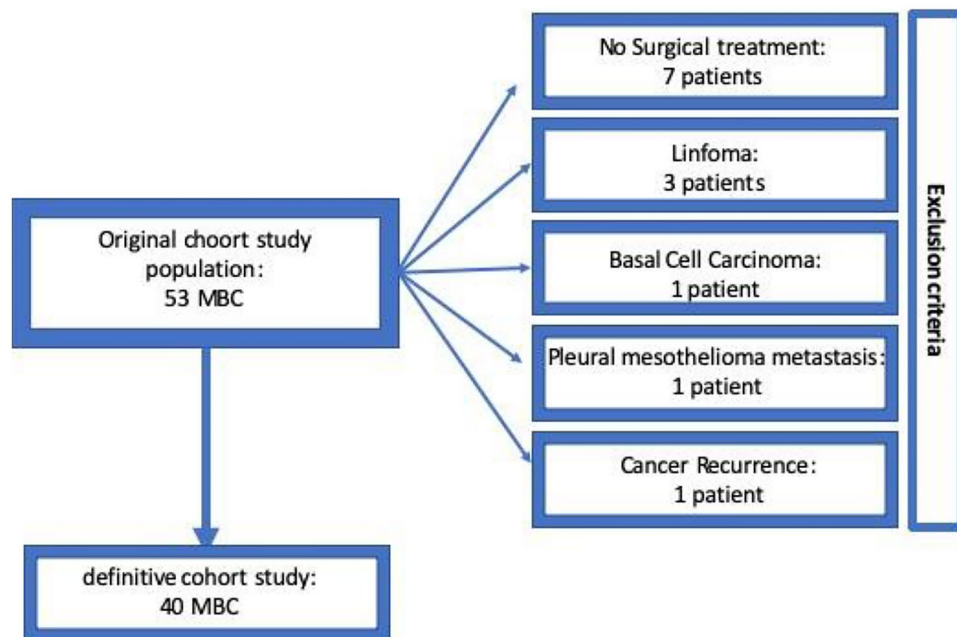 Original choort study
population:
53 MBC
No Surgical treatment:
7 patients
Linfoma:
3 patients
Basal Cell Carcinoma:
1 patient
Pleural mesothelioma metastasis:
1 patient
Cancer Recurrence:
1 patient
Exclusion criteria
definitive cohort study:
40 MBC